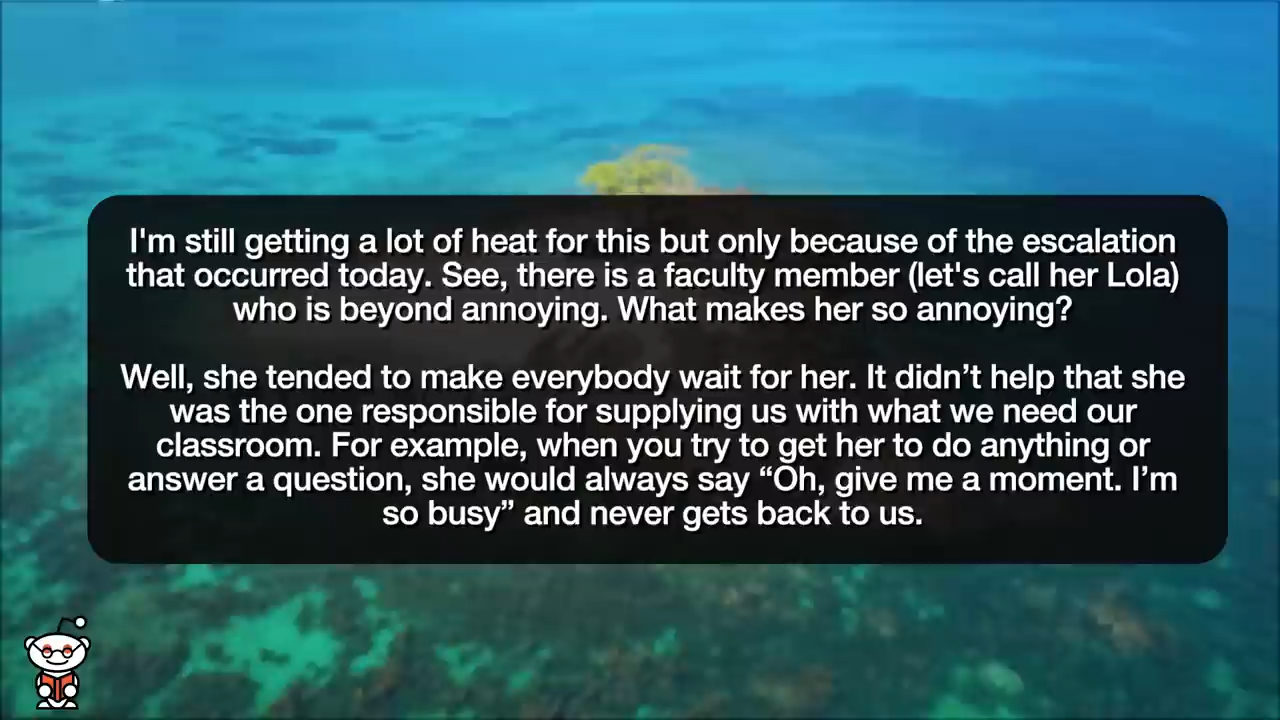 I'm still getting a lot of heat for this but only because of the escalation
that occurred today. See, there is a faculty member (let's call her Lola)
who is beyond annoying. What makes her so annoying?
Well, she tended to make everybody wait for her. It didn’t help that she
was the one responsible for supplying us with what we need our
classroom. For example, when you try to get her to do anything or
answer a question, she would always say “Oh, give me a moment. I’m
so busy” and never gets back to us.